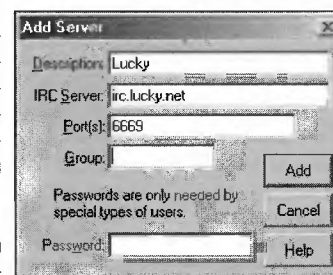 Add Server
Description: Lucky
IRC Server: irc.lucky.net
Port(s): 6669
Group:
Add
Passwords are only needed by
special types of users.
Cancel
Password:
Help